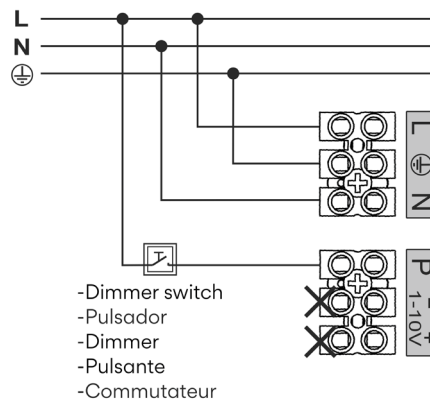 L
N
L
N
P
- +
1-10V
-Dimmer switch
-Pulsador
-Dimmer
-Pulsante
-Commutateur